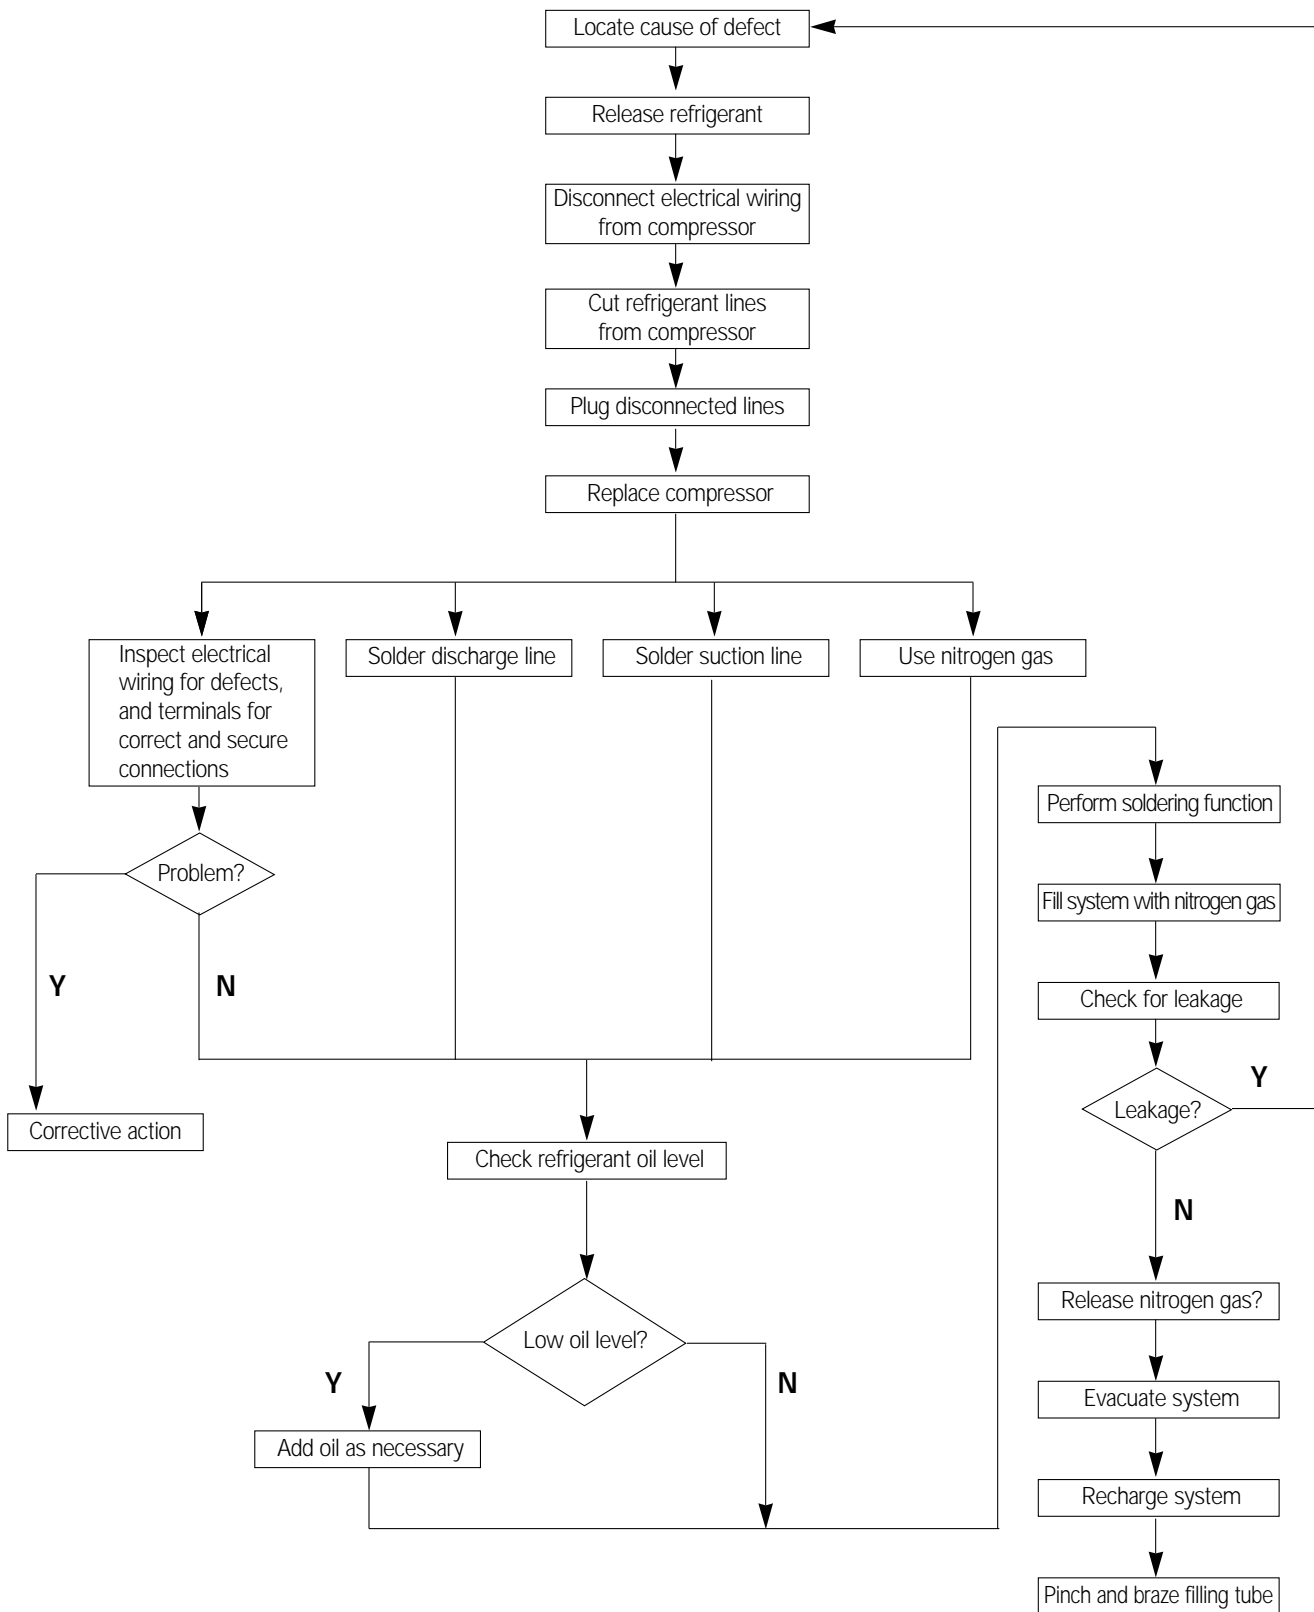 Locate cause of defect
Release refrigerant
Disconnect electrical wiring
from compressor
Cut refrigerant lines
from compressor
Plug disconnected lines
Replace compressor
Inspect electrical
wiring for defects,
and terminals for
correct and secure
connections
Solder discharge line
Solder suction line
Use nitrogen gas
Problem?
Y
N
Corrective action
Check refrigerant oil level
Low oil level?
Y
N
Add oil as necessary
Perform soldering function
Fill system with nitrogen gas
Check for leakage
Leakage?
Y
N
Release nitrogen gas?
Evacuate system
Recharge system
Pinch and braze filling tube